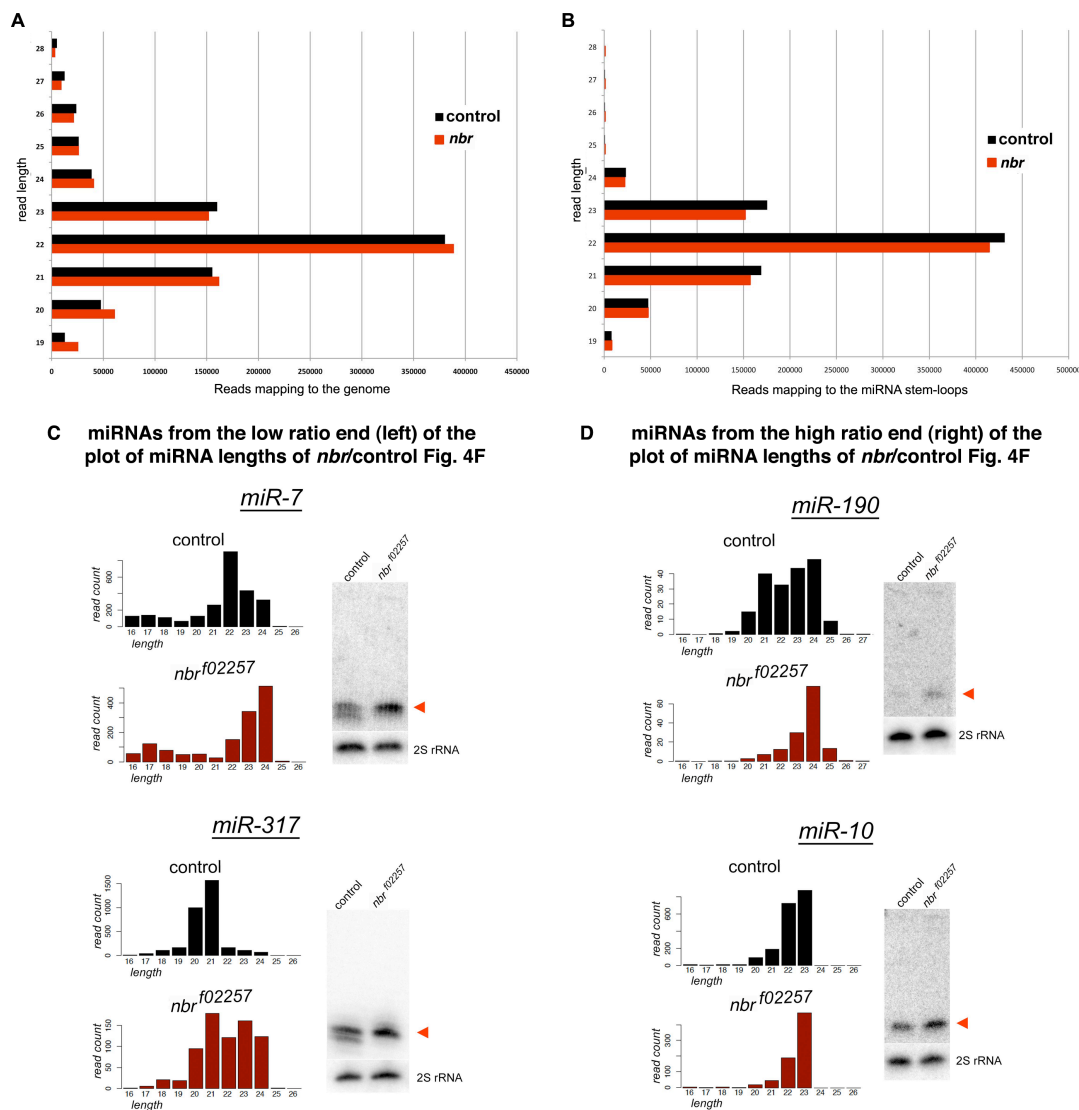 A
28
27
26
25
24
23
22
21
20
19
read length
control
nbr
0 50000 100000 150000 200000 250000 300000 350000 400000 450000
Reads mapping to the genome
B
28
27
26
25
24
23
22
21
20
19
read length
control
nbr
0 50000 100000 150000 200000 250000 300000 350000 400000 450000 50000
Reads mapping to the miRNA stem-loops
C miRNAs from the low ratio end (left) of the
plot of miRNA lengths of nbr/control Fig. 4F
miR-7
control
read count
0 200 600
16 17 18 19 20 21 22 23 24 25 26
length
nbr f02257
read count
0 200 400
16 17 18 19 20 21 22 23 24 25 26
length
control nbr f02257
2S rRNA
miR-317
control
read count
0 500 1000 1500
16 17 18 19 20 21 22 23 24 25 26
length
nbr f02257
read count
0 50 100 150
16 17 18 19 20 21 22 23 24 25 26
length
control nbr f02257
2S rRNA
D miRNAs from the high ratio end (right) of the
plot of miRNA lengths of nbr/control Fig. 4F
miR-190
control
read count
0 10 20 30 40
16 17 18 19 20 21 22 23 24 25 26 27
length
nbr f02257
read count
0 20 40 60
16 17 18 19 20 21 22 23 24 25 26 27
length
control nbr f02257
2S rRNA
miR-10
control
read count
0 200 600
16 17 18 19 20 21 22 23 24 25 26
length
nbr f02257
read count
0 100 300
16 17 18 19 20 21 22 23 24 25 26
length
control nbr f02257
2S rRNA